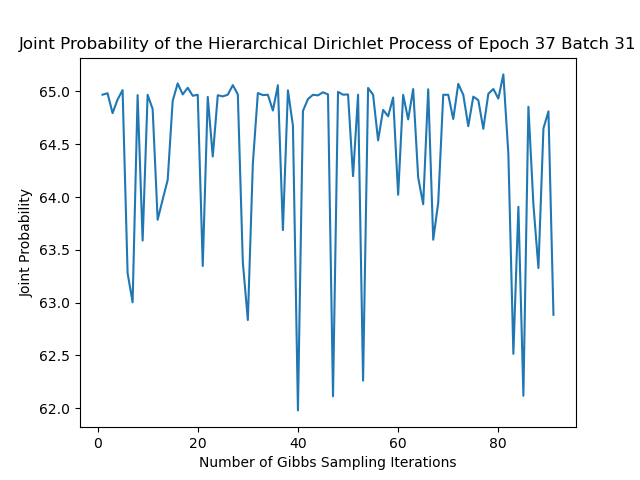 Joint Probability of the Hierarchical Dirichlet Process of Epoch 37 Batch 31
Joint Probability
65.0
64.5
64.0
63.5
63.0
62.5
62.0
0 20 40 60 80
Number of Gibbs Sampling Iterations